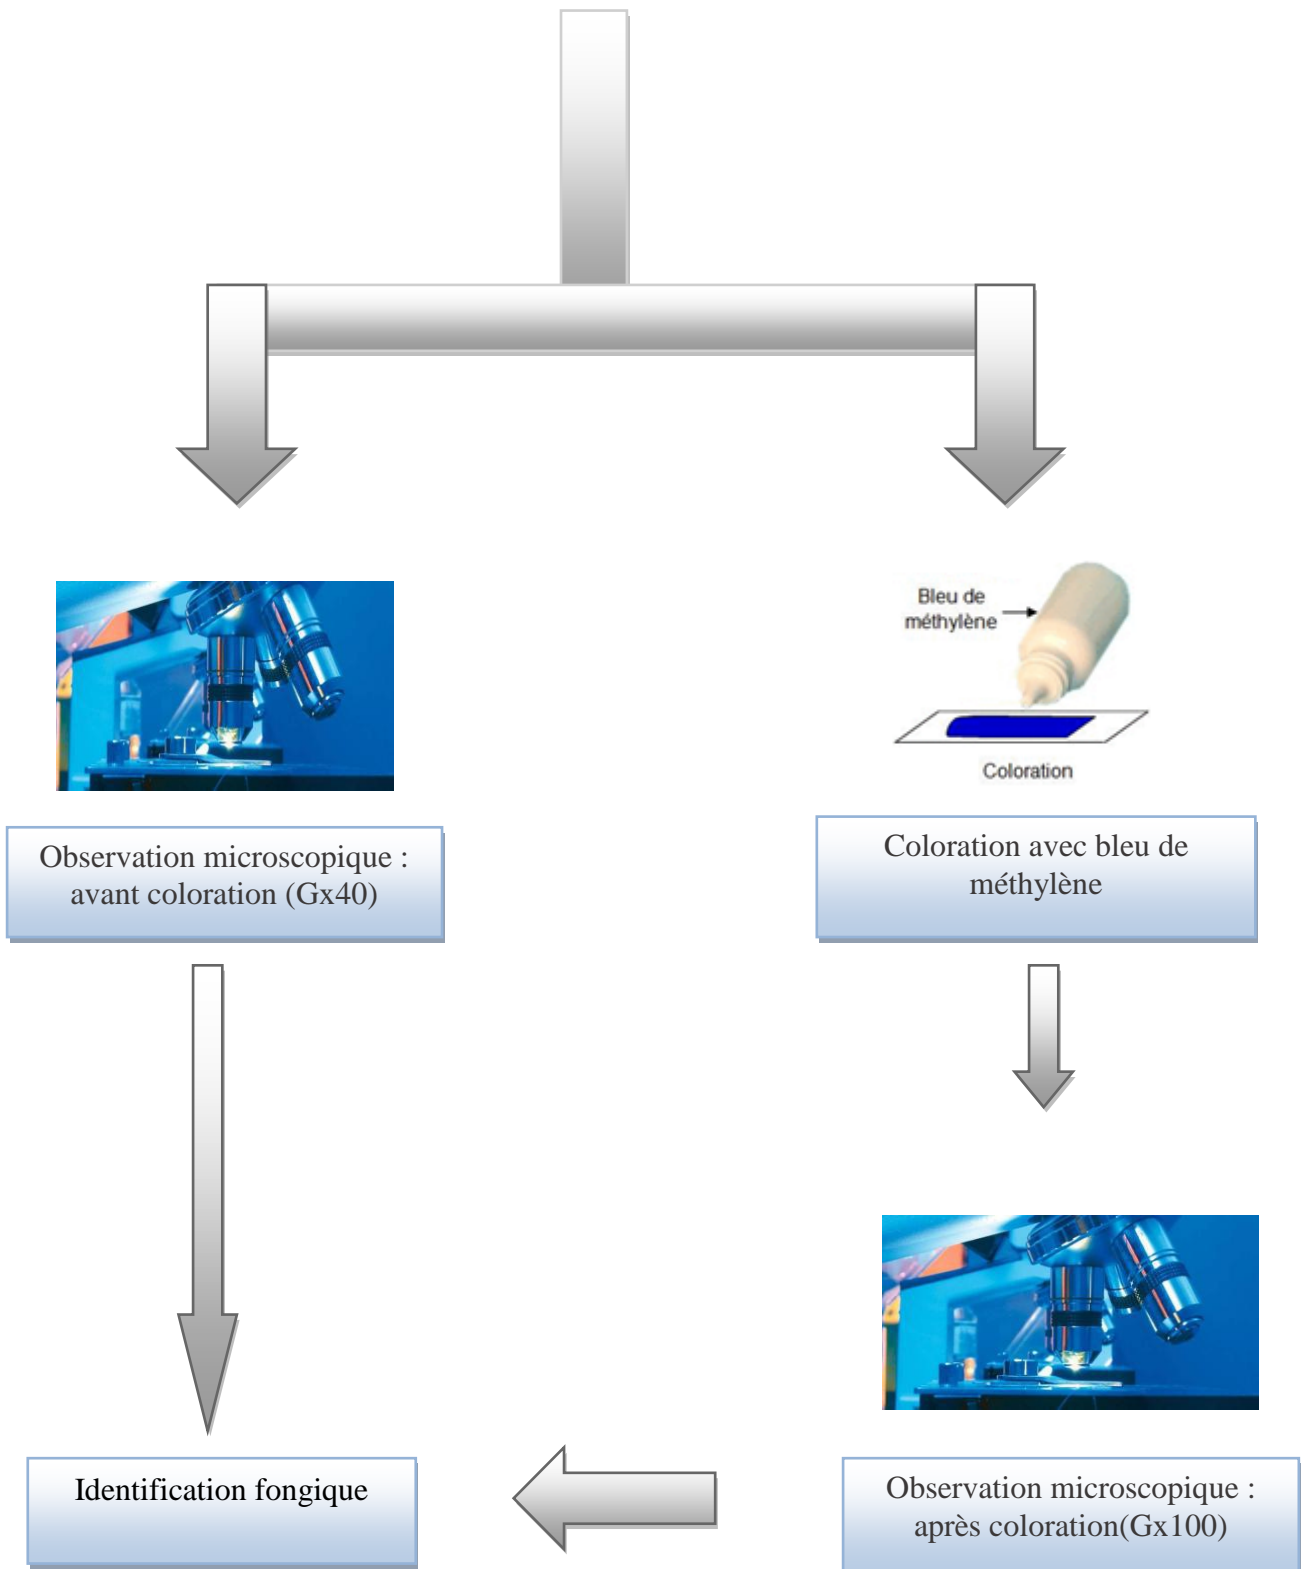 Bleu de
méthylène
Coloration
Observation microscopique :
avant coloration (Gx40)
Coloration avec bleu de
méthylène
Identification fongique
Observation microscopique :
après coloration(Gx100)